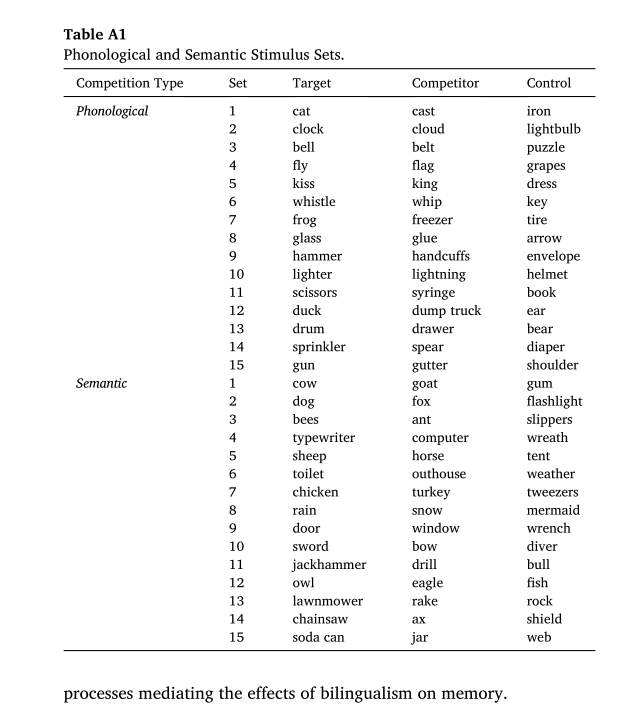 Table A1
Phonological and Semantic Stimulus Sets.
Competition Type Set Target Competitor Control
Phonological 1 cat cast iron
2 clock cloud lightbulb
3 bell belt puzzle
4 fly flag grapes
5 kiss king dress
6 whistle whip key
7 frog freezer tire
8 glass glue arrow
9 hammer handcuffs envelope
10 lighter lightning helmet
11 scissors syringe book
12 duck dump truck ear
13 drum drawer bear
14 sprinkler spear diaper
15 gun gutter shoulder
Semantic 1 cow goat gum
2 dog fox flashlight
3 bees ant slippers
4 typewriter computer wreath
5 sheep horse tent
6 toilet outhouse weather
7 chicken turkey tweezers
8 rain snow mermaid
9 door window wrench
10 sword bow diver
11 jackhammer drill bull
12 owl eagle fish
13 lawnmower rake rock
14 chainsaw ax shield
15 soda can jar web
processes mediating the effects of bilingualism on memory.